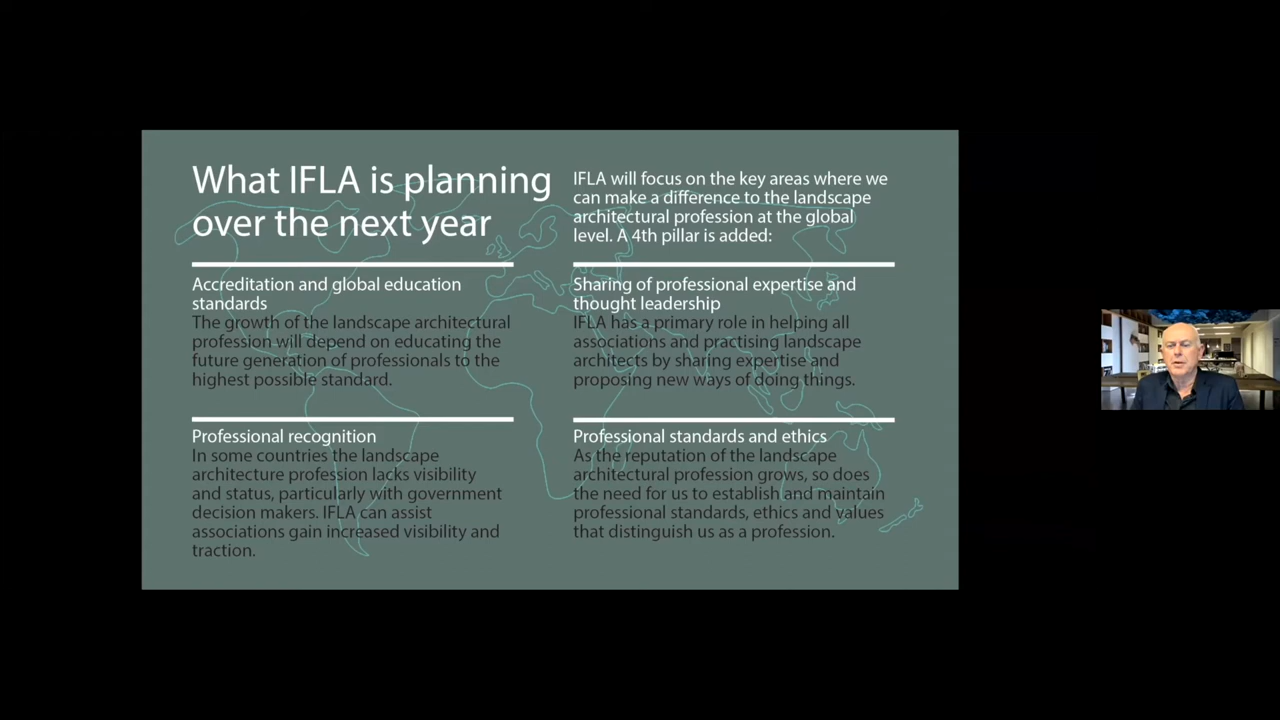 What IFLA is planning
over the next year
IFLA will focus on the key areas where we
can make a difference to the landscape
architectural profession at the global
level. A 4th pillar is added:
Accreditation and global education
standards
The growth of the landscape architectural
profession will depend on educating the
future generation of professionals to the
highest possible standard.
Sharing of professional expertise and
thought leadership
IFLA has a primary role in helping all
associations and practising landscape
architects by sharing expertise and
proposing new ways of doing things.
Professional recognition
In some countries the landscape
architecture profession lacks visibility
and status, particularly with government
decision makers. IFLA can assist
associations gain increased visibility and
traction.
Professional standards and ethics
As the reputation of the landscape
architectural profession grows, so does
the need for us to establish and maintain
professional standards, ethics and values
that distinguish us as a profession.